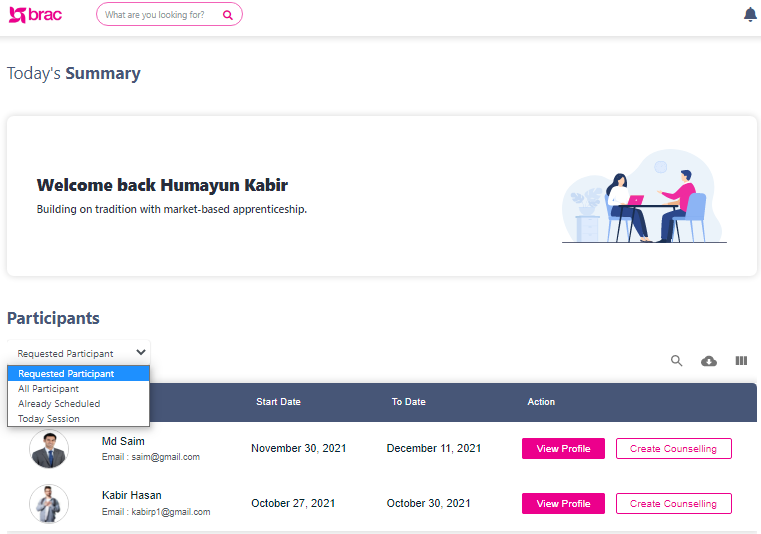 brac
What are you looking for?
Today's Summary
Welcome back Humayun Kabir
Building on tradition with market-based apprenticeship.
Participants
Requested Participant
Requested Participant
All Participant
Already Scheduled
Today Session
Start Date To Date Action
Md Saim
Email : saim@gmail.com
November 30, 2021 December 11, 2021 View Profile Create Counselling
Kabir Hasan
Email : kabirp1@gmail.com
October 27, 2021 October 30, 2021 View Profile Create Counselling